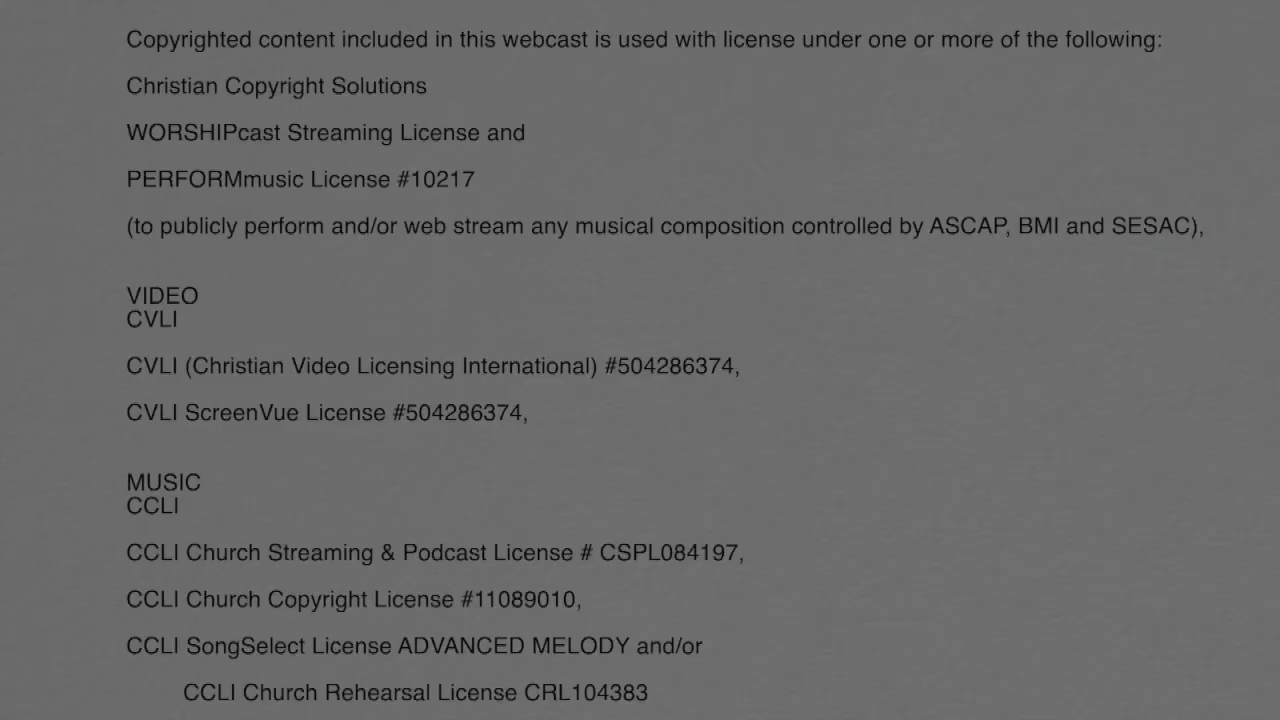 Copyrighted content included in this webcast is used with license under one or more of the following:
Christian Copyright Solutions
WORSHIPcast Streaming License and
PERFORMmusic License #10217
(to publicly perform and/or web stream any musical composition controlled by ASCAP, BMI and SESAC),
VIDEO
CVLI
CVLI (Christian Video Licensing International) #504286374,
CVLI ScreenVue License #504286374,
MUSIC
CCLI
CCLI Church Streaming & Podcast License # CSPL084197,
CCLI Church Copyright License #11089010,
CCLI SongSelect License ADVANCED MELODY and/or
CCLI Church Rehearsal License CRL104383